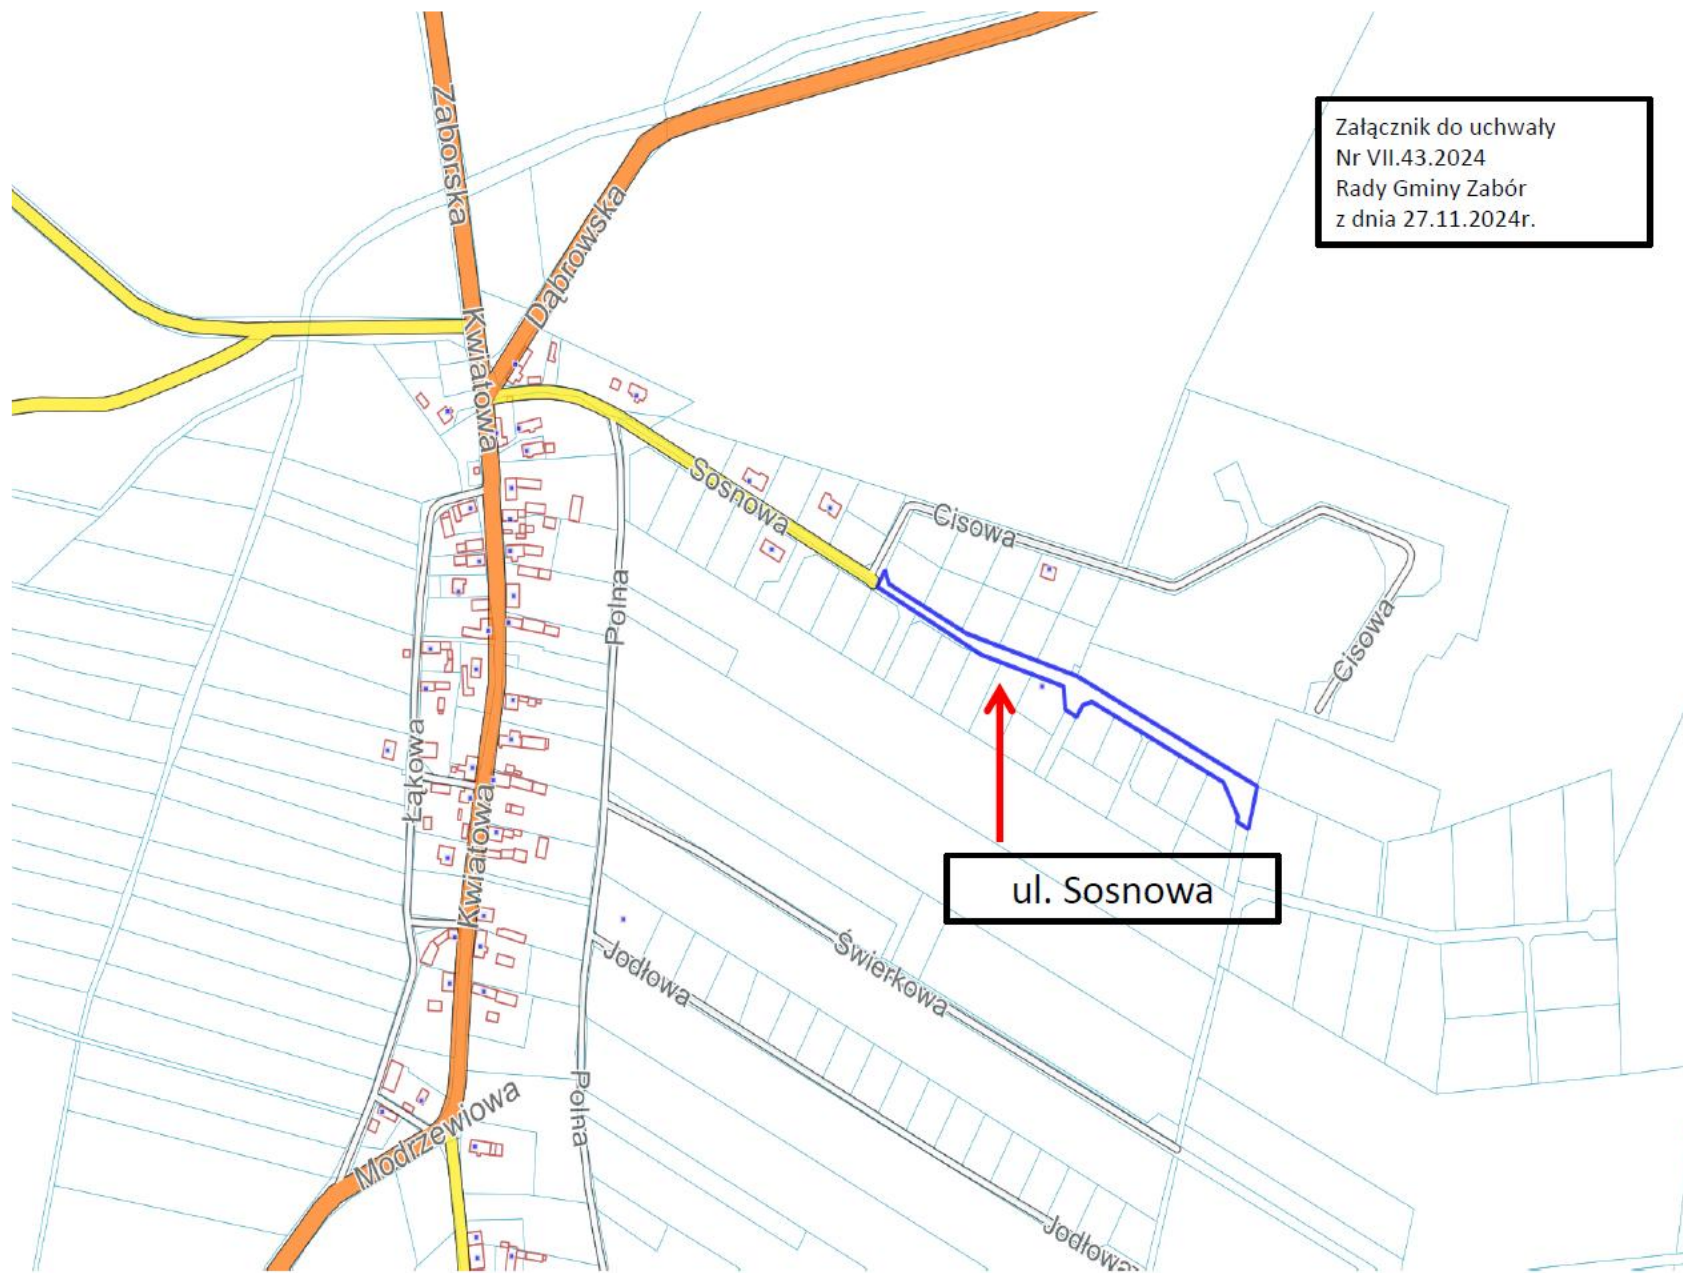 Zaborska
Załącznik do uchwały
Nr VII.43.2024
Rady Gminy Zabór
z dnia 27.11.2024r.
Dąbrowska
Kwiatowa
Sosnowa
Cisowa
Polna
Cisowa
Łąkowa
Kwiatowa
ul. Sosnowa
Świerkowa
Jodłowa
Polna
Modrzewiowa
Jodłowa